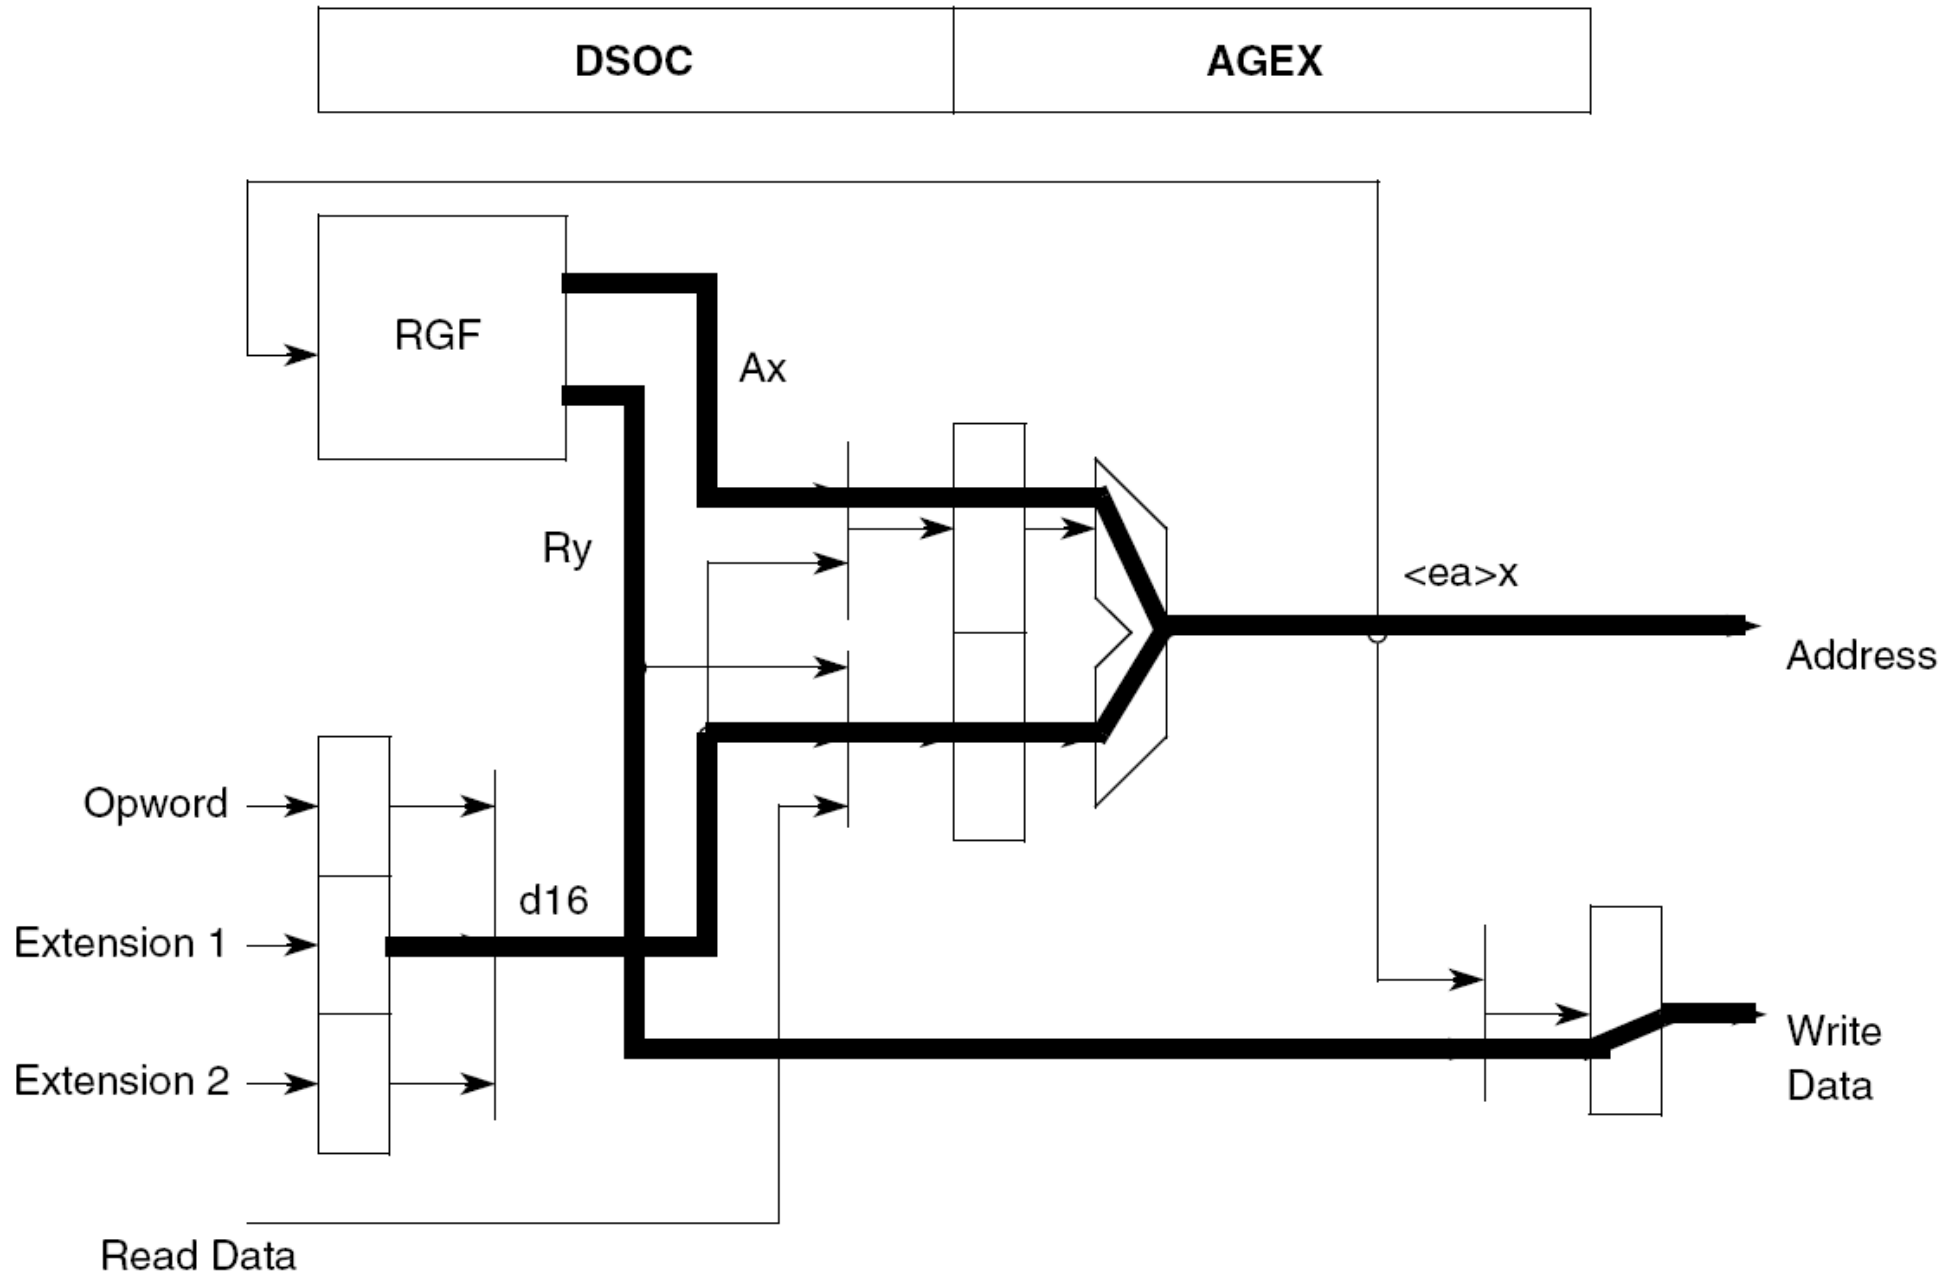 DSOC
AGEX
RGF
Ax
Ry
<ea>x
Address
Opword
d16
Extension 1
Write
Data
Extension 2
Read Data